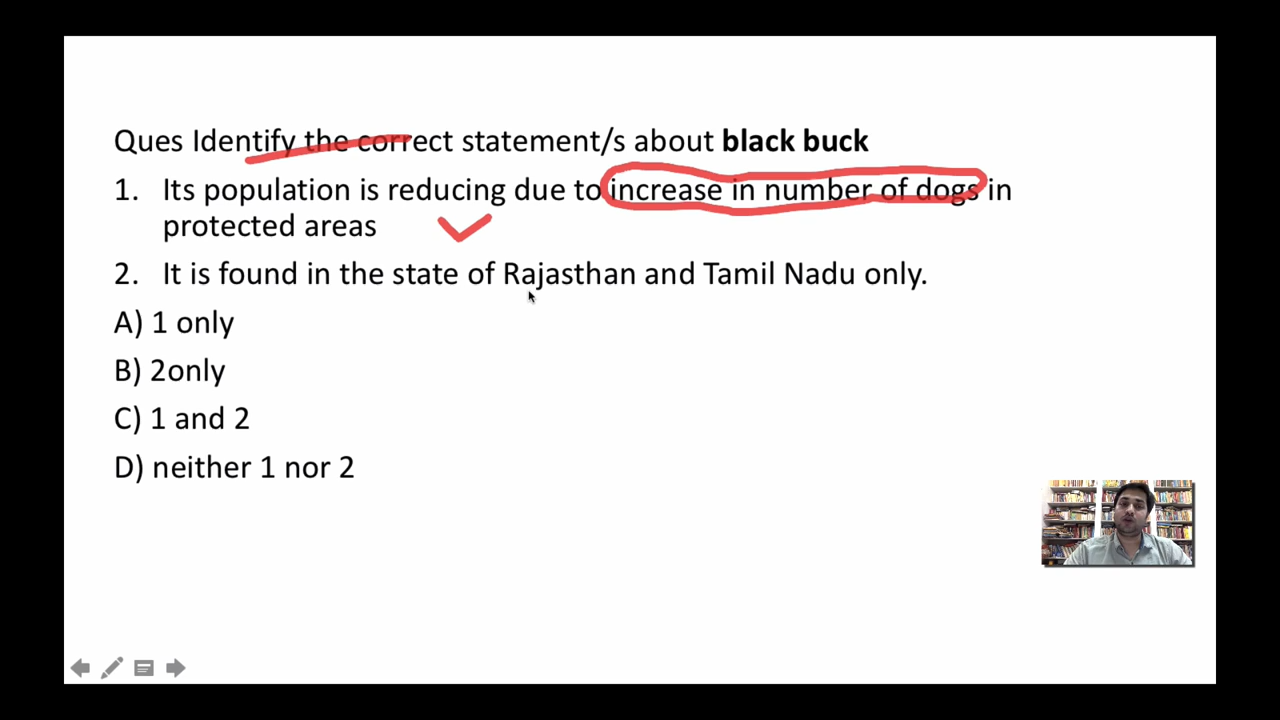 Ques Identify the correct statement/s about black buck
1. Its population is reducing due to increase in number of dogs in
protected areas
2. It is found in the state of Rajasthan and Tamil Nadu only.
A) 1 only
B) 2only
C) 1 and 2
D) neither 1 nor 2